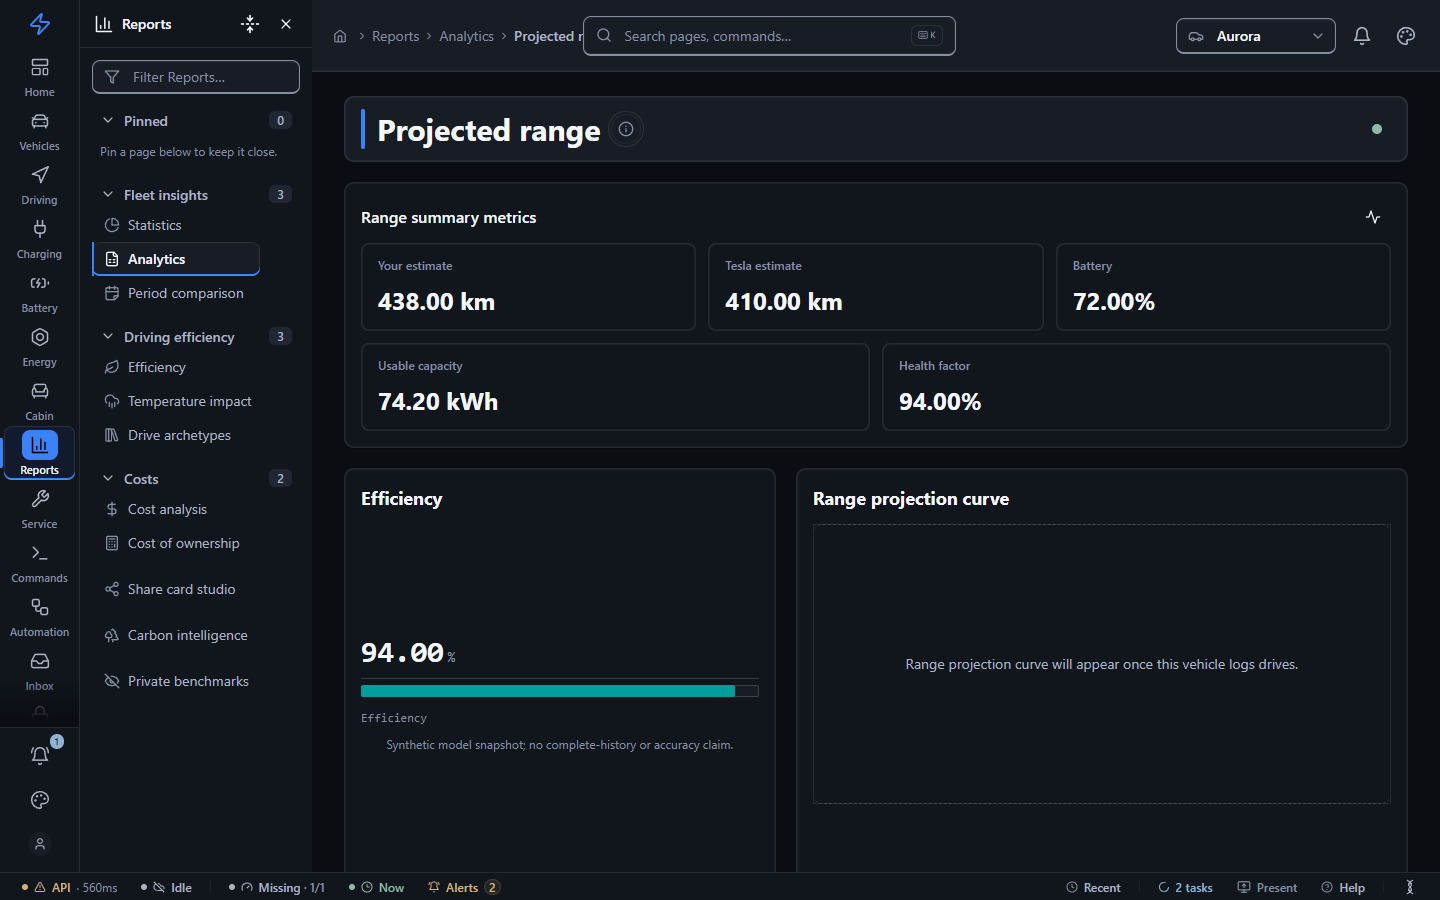 Home
Vehicles
Driving
Charging
Battery
Energy
Cabin
Reports
Service
Commands
Automation
Inbox
1
Reports
Filter Reports...
Pinned 0
Pin a page below to keep it close.
Fleet insights 3
Statistics
Analytics
Period comparison
Driving efficiency 3
Efficiency
Temperature impact
Drive archetypes
Costs 2
Cost analysis
Cost of ownership
Share card studio
Carbon intelligence
Private benchmarks
Reports
Analytics
Projected r
Search pages, commands...
K
Aurora
Projected range
Range summary metrics
Your estimate
438.00 km
Tesla estimate
410.00 km
Battery
72.00%
Usable capacity
74.20 kWh
Health factor
94.00%
Efficiency
94.00 %
Efficiency
Synthetic model snapshot; no complete-history or accuracy claim.
Range projection curve
Range projection curve will appear once this vehicle logs drives.
API · 560ms
Idle
Missing · 1/1
Now
Alerts 2
Recent
2 tasks
Present
Help